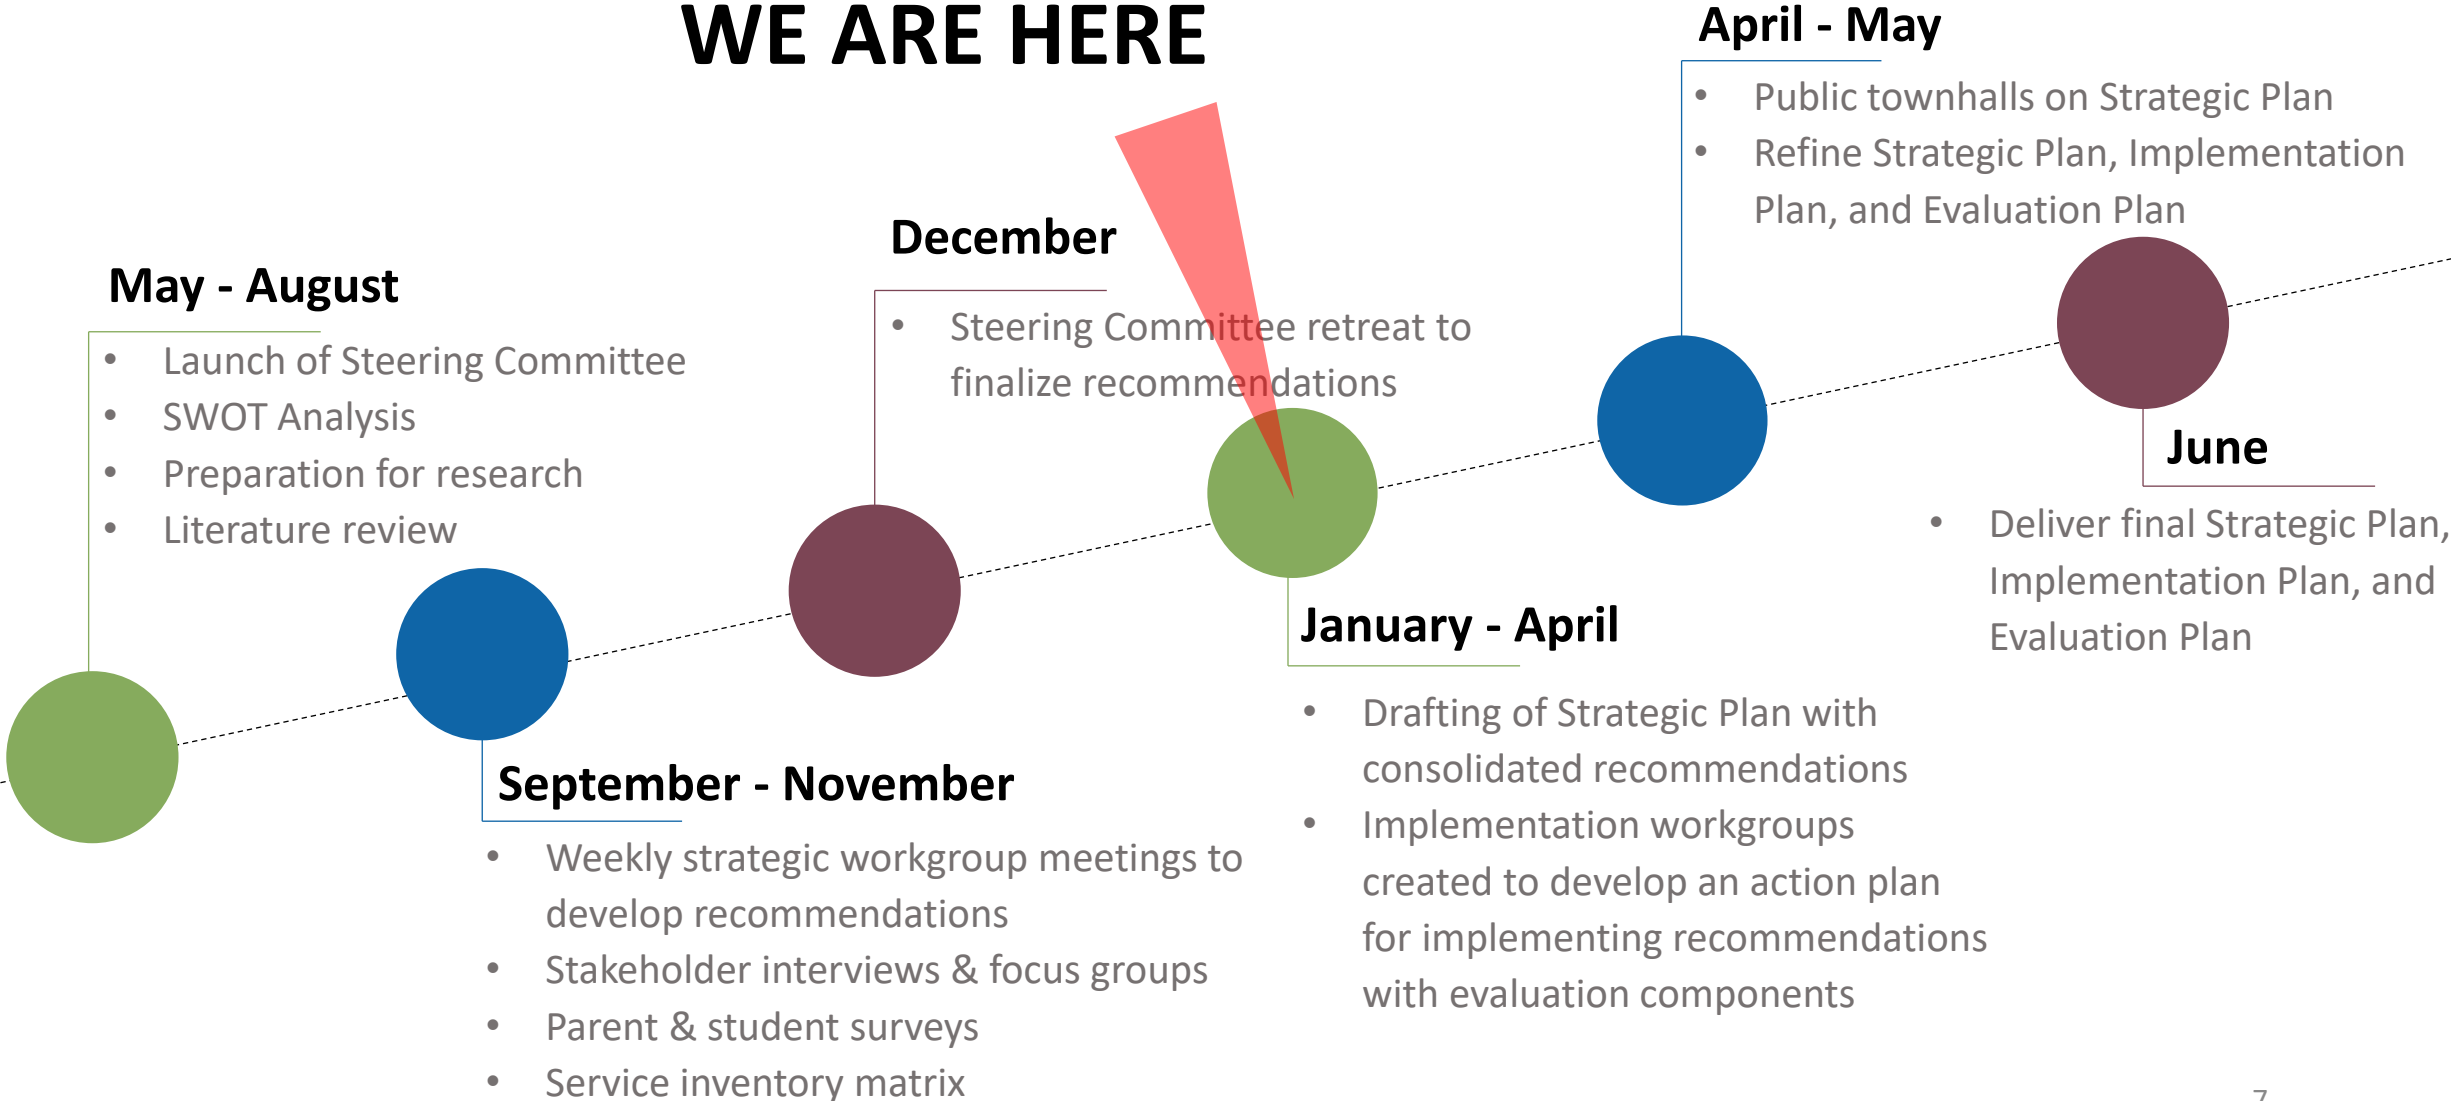 WE ARE HERE
May - August
• Launch of Steering Committee
• SWOT Analysis
• Preparation for research
• Literature review
September - November
• Weekly strategic workgroup meetings to
develop recommendations
• Stakeholder interviews & focus groups
• Parent & student surveys
• Service inventory matrix
December
• Steering Committee retreat to
finalize recommendations
January - April
• Drafting of Strategic Plan with
consolidated recommendations
• Implementation workgroups
created to develop an action plan
for implementing recommendations
with evaluation components
April - May
• Public townhalls on Strategic Plan
• Refine Strategic Plan, Implementation
Plan, and Evaluation Plan
June
• Deliver final Strategic Plan,
Implementation Plan, and
Evaluation Plan
7